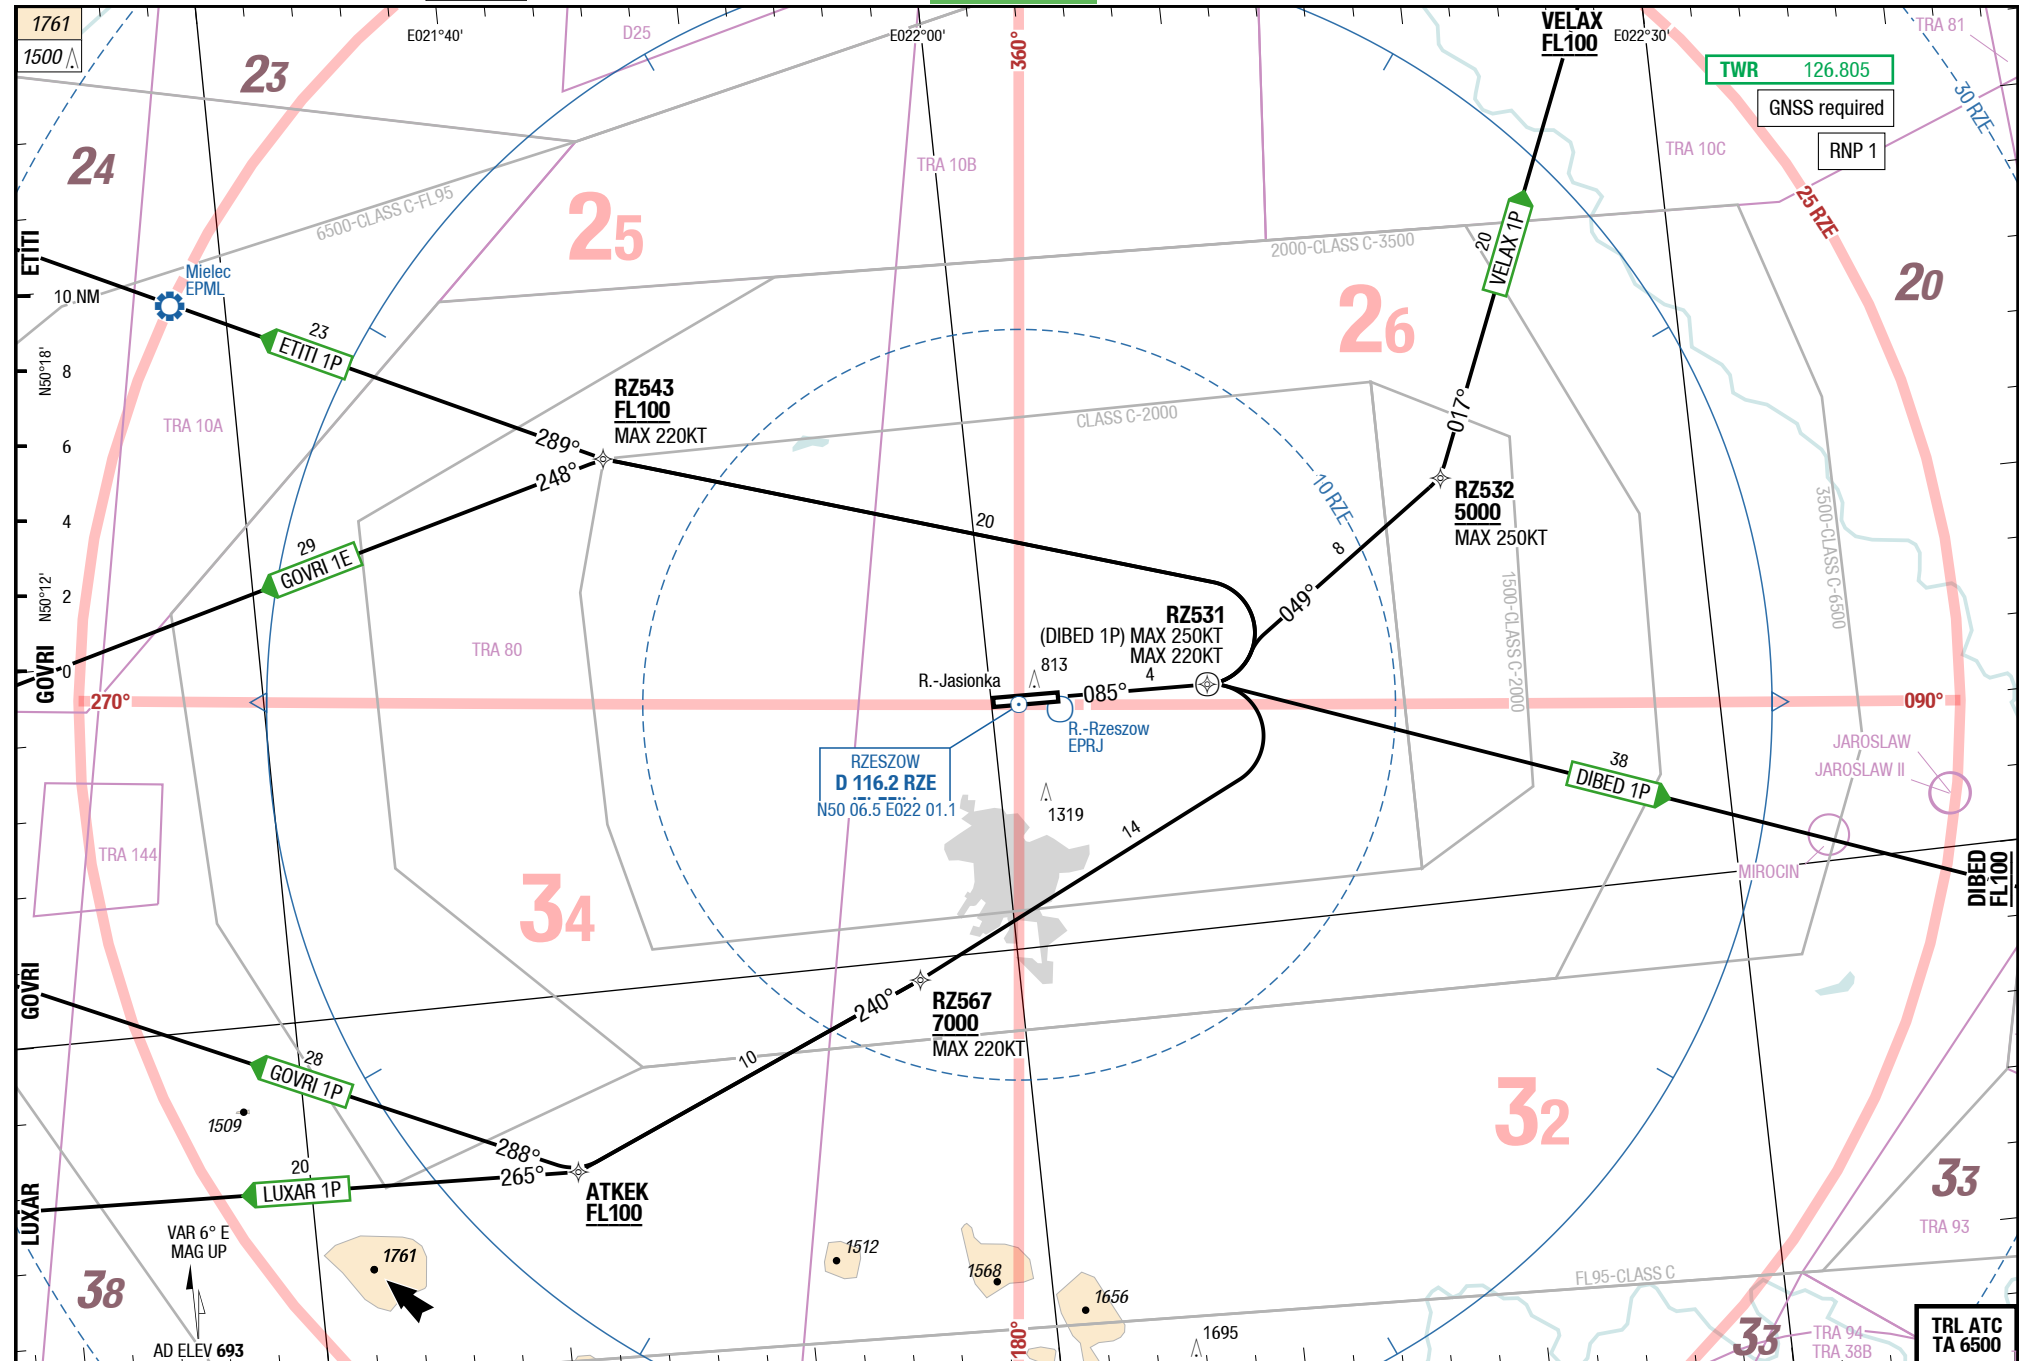 1761
1500
23
E021°40'
D25
E022°00'
360°
VELAX
FL100
E022°30'
TRA 81
TWR 126.805
GNSS required
RNP 1
30 RZE
24
TRA 10B
TRA 10C
25 RZE
6500-CLASS C-FL95
25
2000-CLASS C-3500
20
VELAX 1P
20
ETITI
Mielec
EPML
10 NM
26
23
ETITI 1P
N50°18'
8
RZ543
FL100
MAX 220KT
017°
CLASS C-2000
TRA 10A
6
289°
248°
10 RZE
RZ532
5000
MAX 250KT
3500-CLASS C-6500
4
20
29
GOVRI 1E
8
N50°12'
2
049°
1500-CLASS C-2000
RZ531
(DIBED 1P) MAX 250KT
MAX 220KT
TRA 80
813
4
GOVRI
0
R.-Jasionka
085°
270°
090°
R.-Rzeszow
EPRJ
RZESZOW
D 116.2 RZE
N50 06.5 E022 01.1
38
DIBED 1P
JAROSLAW
JAROSLAW II
1319
14
TRA 144
MIROCIN
DIBED
FL100
34
GOVRI
240°
RZ567
7000
MAX 220KT
10
28
GOVRI 1P
32
1509
288°
265°
20
LUXAR 1P
LUXAR
ATKEK
FL100
33
TRA 93
VAR 6° E
MAG UP
1761
1512
1568
1656
FL95-CLASS C
38
1695
180°
33
TRA 94
TRA 38B
TRL ATC
TA 6500
AD ELEV 693